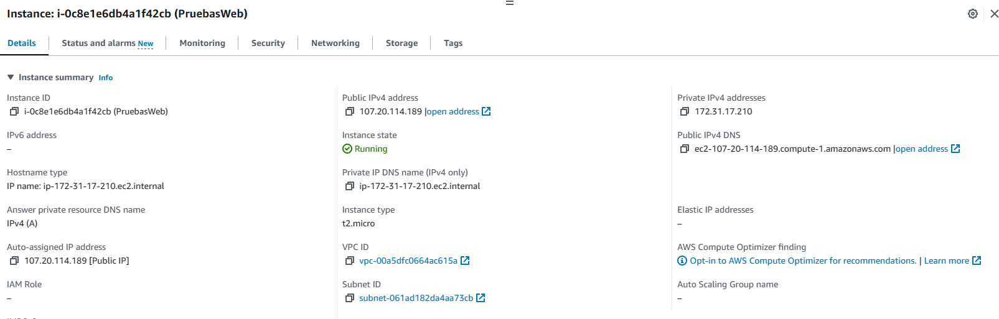 Instance: i-0c8e1e6db4a1f42cb (PruebasWeb)
Details
Status and alarms New
Monitoring
Security
Networking
Storage
Tags
Instance summary Info
Instance ID
i-0c8e1e6db4a1f42cb (PruebasWeb)
Public IPv4 address
107.20.114.189 |open address
Private IPv4 addresses
172.31.17.210
IPv6 address
–
Instance state
Running
Public IPv4 DNS
ec2-107-20-114-189.compute-1.amazonaws.com |open address
Hostname type
IP name: ip-172-31-17-210.ec2.internal
Private IP DNS name (IPv4 only)
ip-172-31-17-210.ec2.internal
Answer private resource DNS name
IPv4 (A)
Instance type
t2.micro
Elastic IP addresses
–
Auto-assigned IP address
107.20.114.189 [Public IP]
VPC ID
vpc-00a5dfc0664ac615a
AWS Compute Optimizer finding
Opt-in to AWS Compute Optimizer for recommendations. | Learn more
IAM Role
–
Subnet ID
subnet-061ad182da4aa73cb
Auto Scaling Group name
–